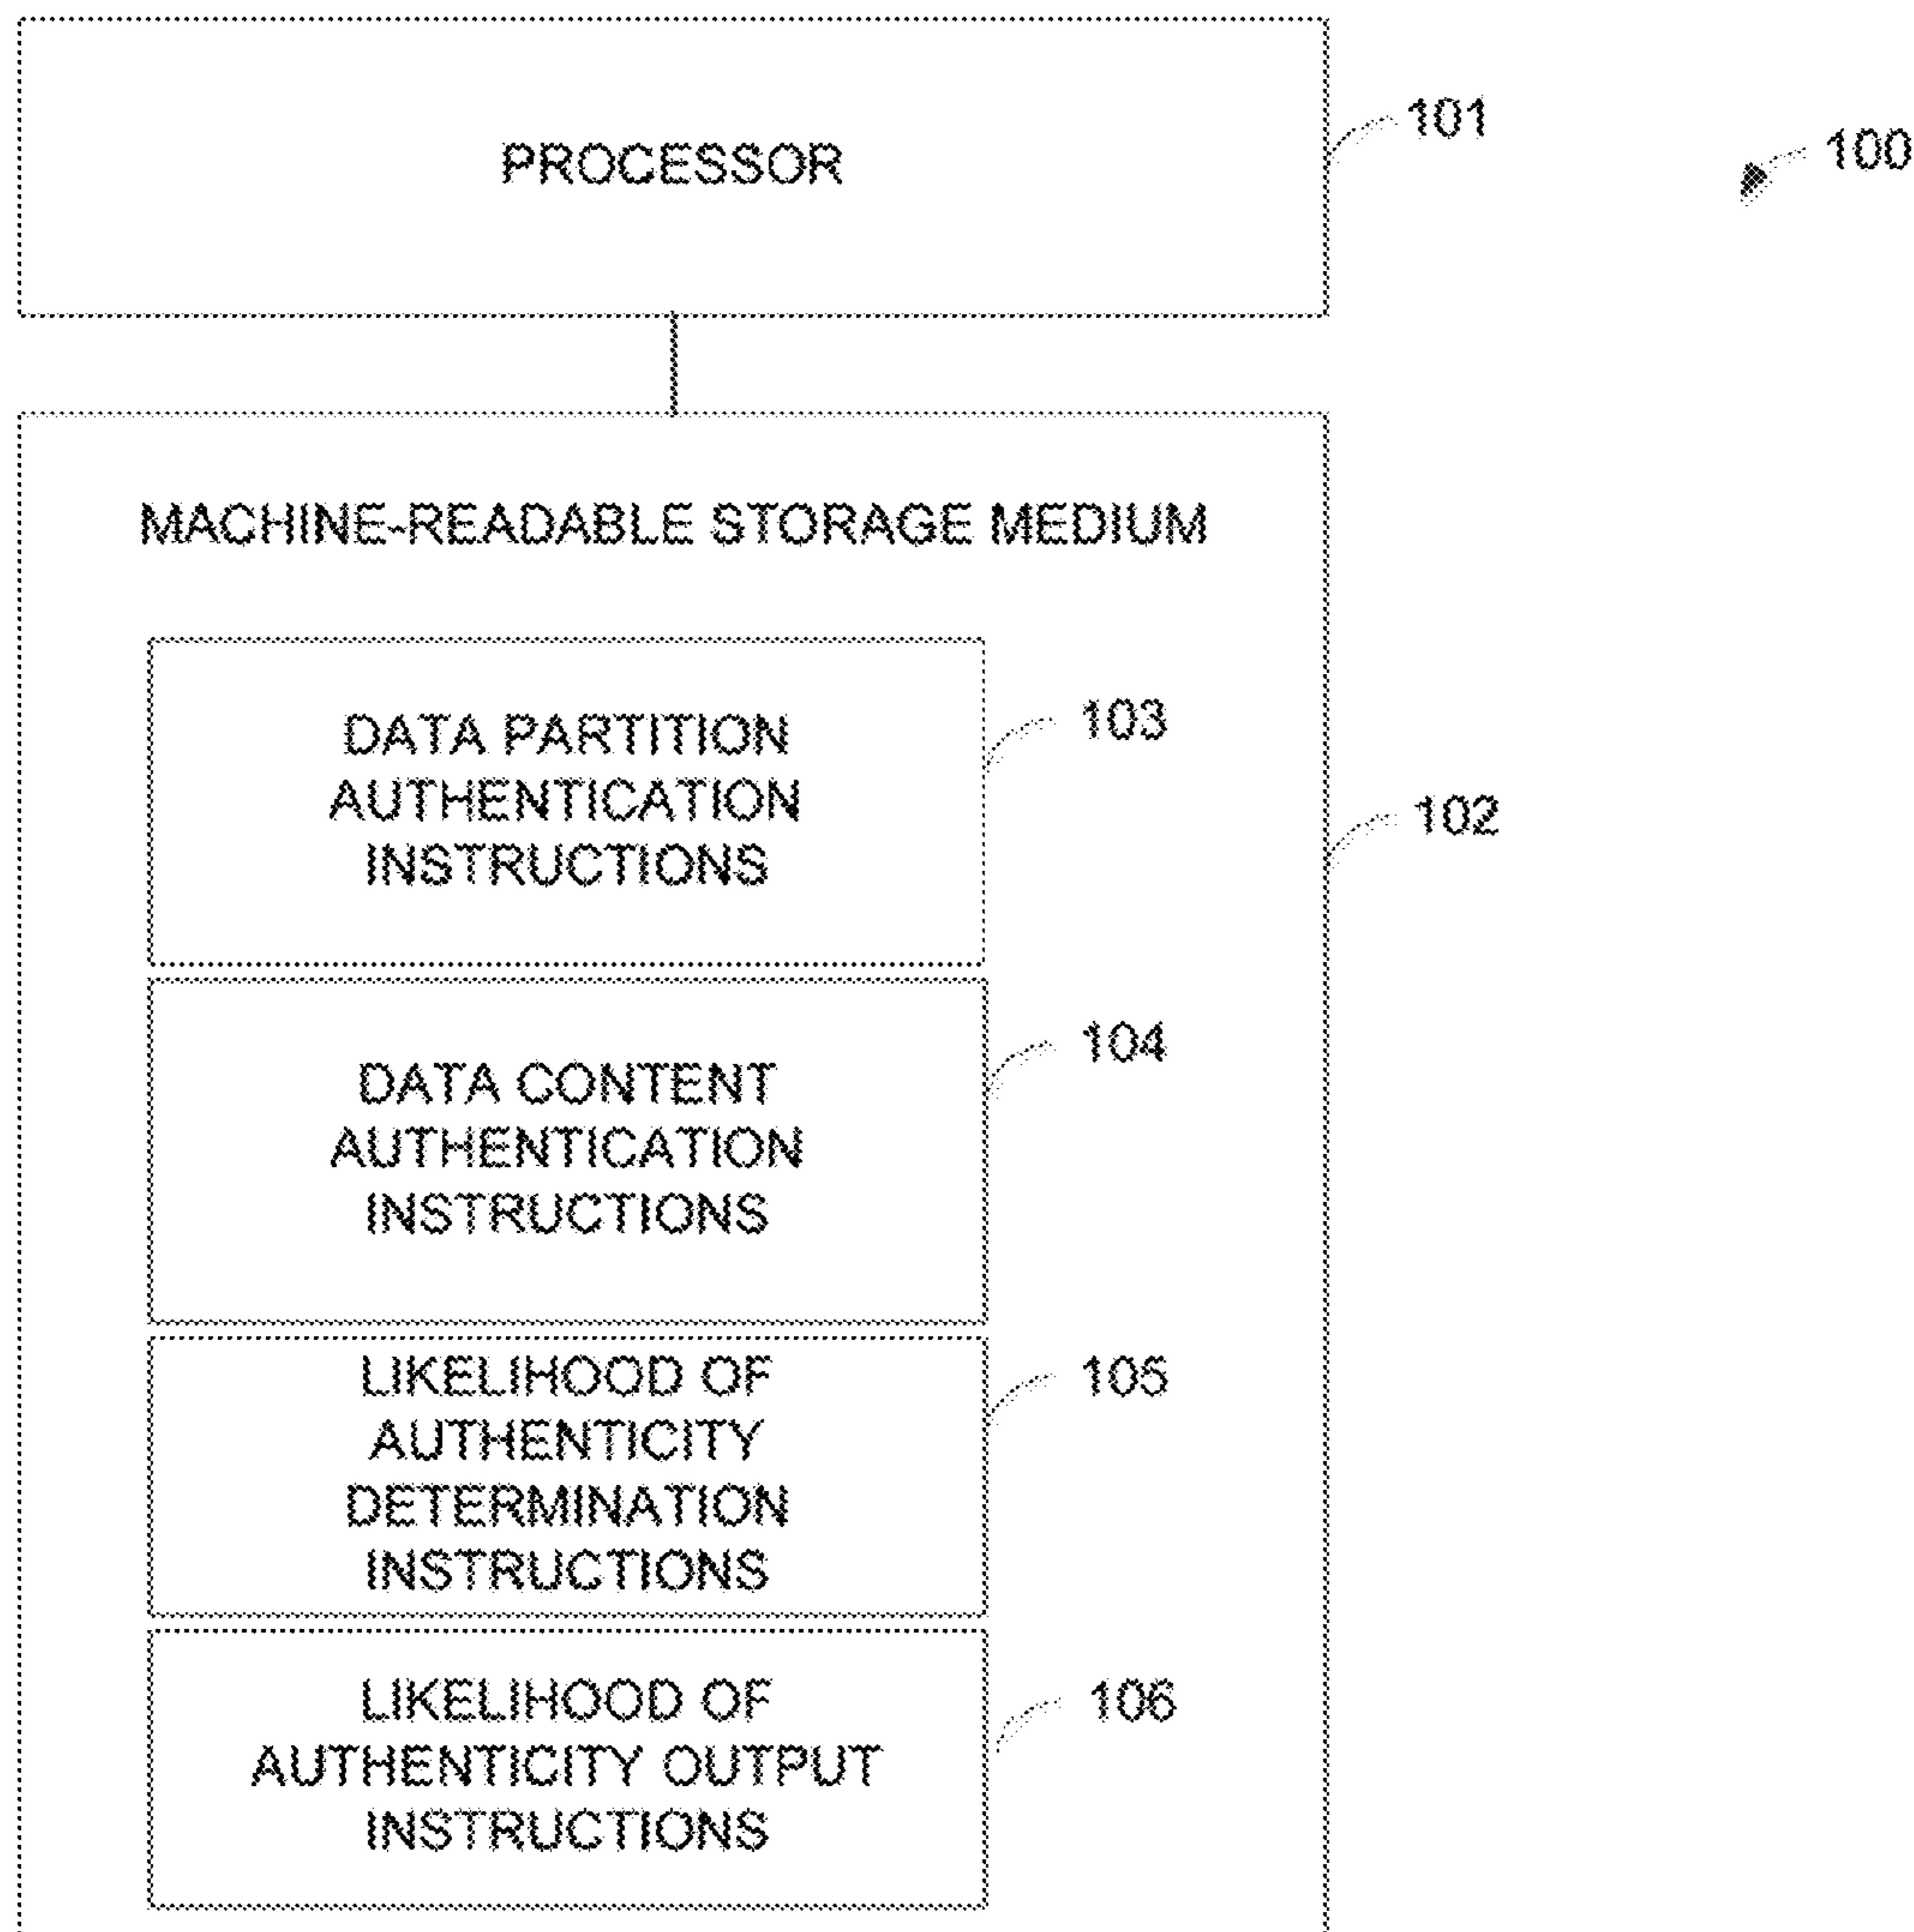 PROCESSOR
101
100
MACHINE-READABLE STORAGE MEDIUM
DATA PARTITION
AUTHENTICATION
INSTRUCTIONS
103
102
DATA CONTENT
AUTHENTICATION
INSTRUCTIONS
104
LIKELIHOOD OF
AUTHENTICITY
DETERMINATION
INSTRUCTIONS
105
LIKELIHOOD OF
AUTHENTICITY OUTPUT
INSTRUCTIONS
106